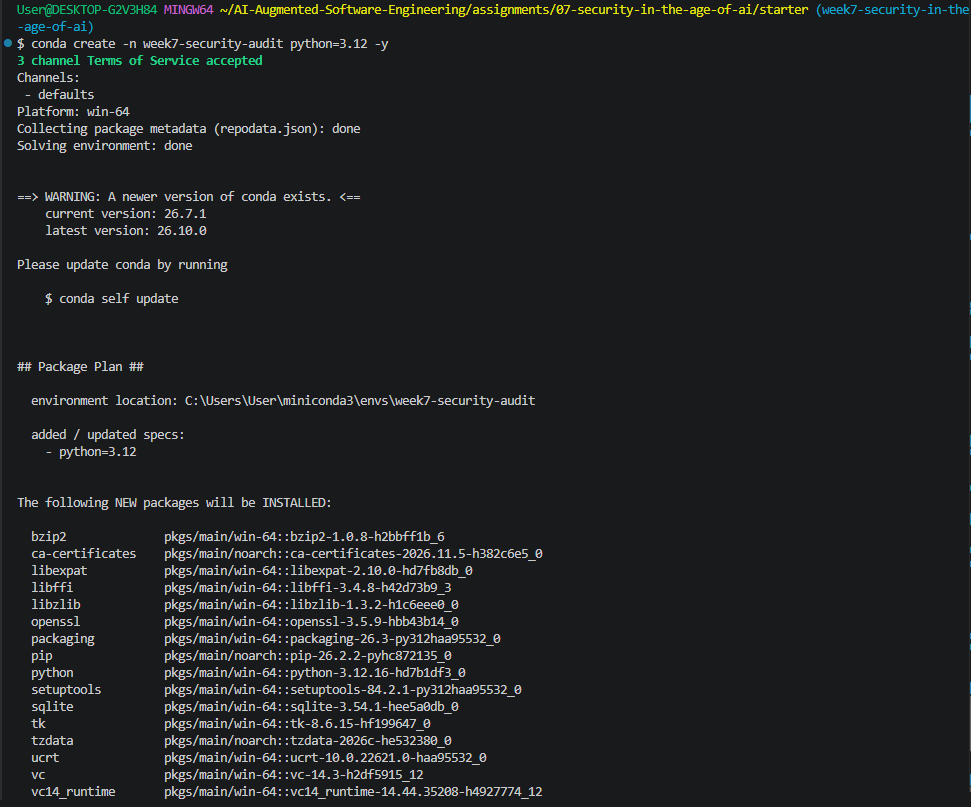 User@DESKTOP-G2V3H84 MINGW64 ~/AI-Augmented-Software-Engineering/assignments/07-security-in-the-age-of-ai/starter (week7-security-in-the
-age-of-ai)
$ conda create -n week7-security-audit python=3.12 -y
3 channel Terms of Service accepted
Channels:
 - defaults
Platform: win-64
Collecting package metadata (repodata.json): done
Solving environment: done
==> WARNING: A newer version of conda exists. <==
    current version: 26.7.1
    latest version: 26.10.0
Please update conda by running
    $ conda self update
## Package Plan ##
  environment location: C:\Users\User\miniconda3\envs\week7-security-audit
  added / updated specs:
    - python=3.12
The following NEW packages will be INSTALLED:
  bzip2              pkgs/main/win-64::bzip2-1.0.8-h2bbff1b_6
  ca-certificates    pkgs/main/noarch::ca-certificates-2026.11.5-h382c6e5_0
  libexpat           pkgs/main/win-64::libexpat-2.10.0-hd7fb8db_0
  libffi             pkgs/main/win-64::libffi-3.4.8-h42d73b9_3
  libzlib            pkgs/main/win-64::libzlib-1.3.2-h1c6eee0_0
  openssl            pkgs/main/win-64::openssl-3.5.9-hbb43b14_0
  packaging          pkgs/main/win-64::packaging-26.3-py312haa95532_0
  pip                pkgs/main/noarch::pip-26.2.2-pyhc872135_0
  python             pkgs/main/win-64::python-3.12.16-hd7b1df3_0
  setuptools         pkgs/main/win-64::setuptools-84.2.1-py312haa95532_0
  sqlite             pkgs/main/win-64::sqlite-3.54.1-hee5a0db_0
  tk                 pkgs/main/win-64::tk-8.6.15-hf199647_0
  tzdata             pkgs/main/noarch::tzdata-2026c-he532380_0
  ucrt               pkgs/main/win-64::ucrt-10.0.22621.0-haa95532_0
  vc                 pkgs/main/win-64::vc-14.3-h2df5915_12
  vc14_runtime       pkgs/main/win-64::vc14_runtime-14.44.35208-h4927774_12